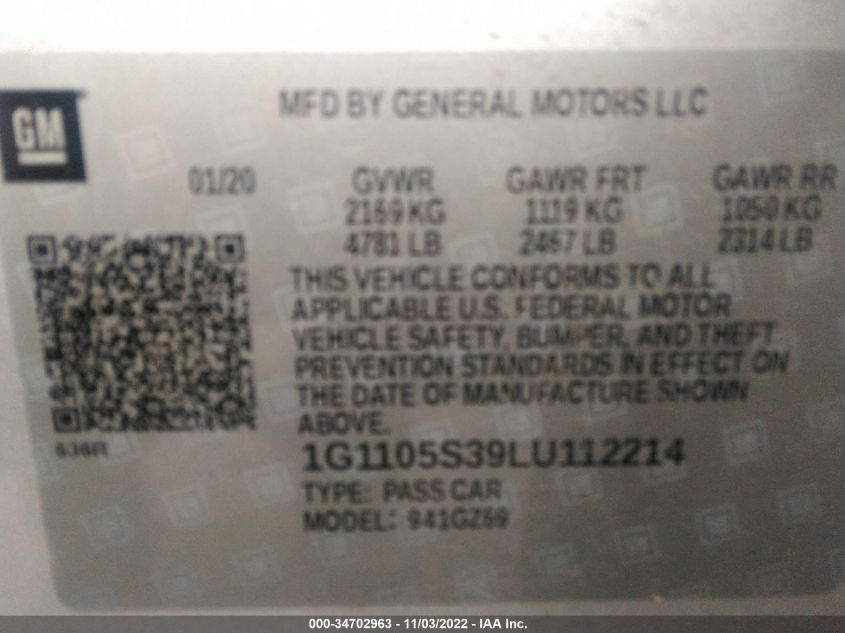 MFD BY GENERAL MOTORS LLC
GM
01/20 GVWR GAWR FRT GAWR RR
2169 KG 1119 KG 1050 KG
4781 LB 2467 LB 2314 LB
THIS VEHICLE CONFORMS TO ALL
APPLICABLE U.S. FEDERAL MOTOR
VEHICLE SAFETY, BUMPER, AND THEFT
PREVENTION STANDARDS IN EFFECT ON
THE DATE OF MANUFACTURE SHOWN
ABOVE.
636R
1G1105S39LU112214
TYPE: PASS CAR
MODEL: 941GZ69
000-34702963 - 11/03/2022 - IAA Inc.